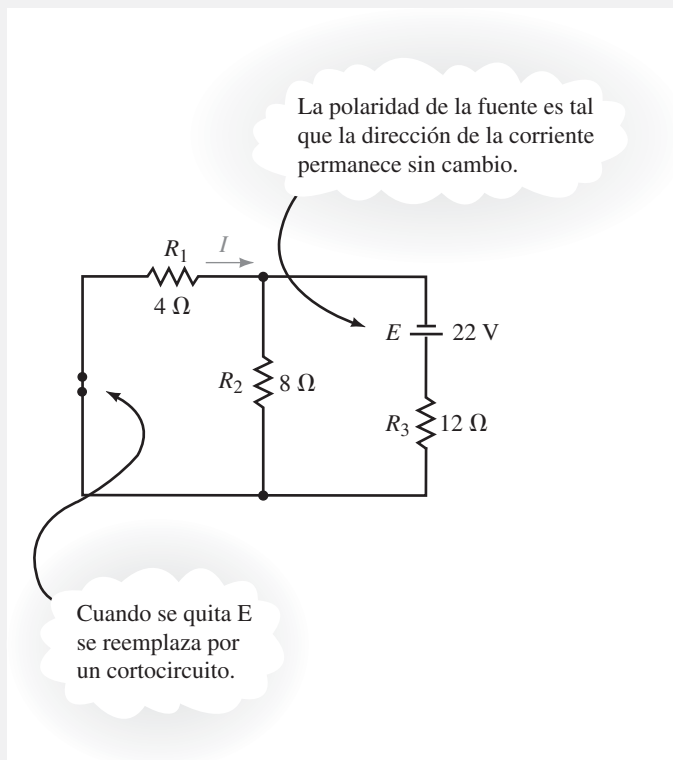 La polaridad de la fuente es tal
que la dirección de la corriente
permanece sin cambio.
R1
I
4 Ω
E
22 V
R2
8 Ω
R3
12 Ω
Cuando se quita E
se reemplaza por
un cortocircuito.